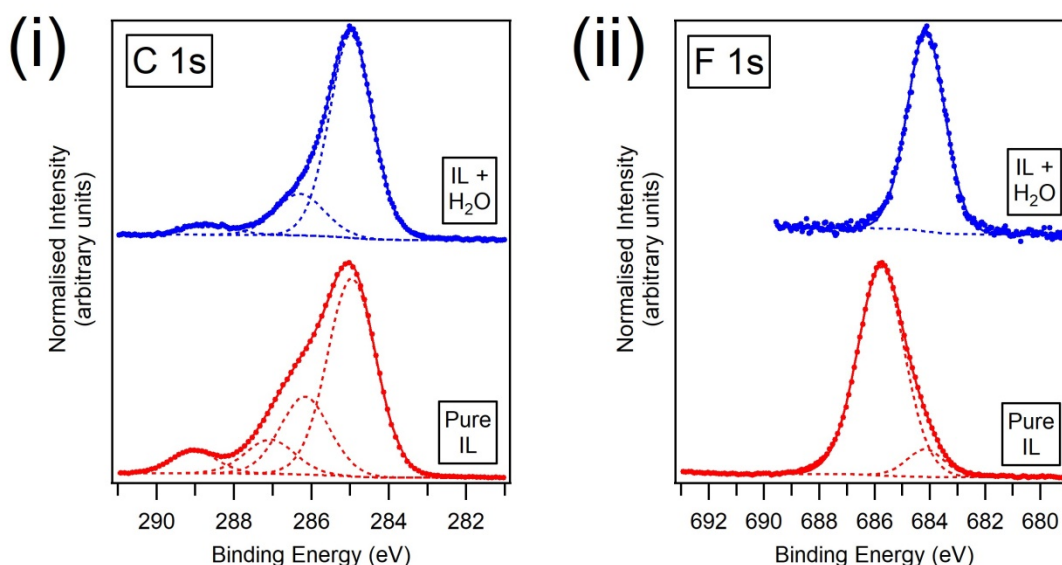 (i)
C 1s
Normalised Intensity
(arbitrary units)
IL +
H₂O
Pure
IL
290 288 286 284 282
Binding Energy (eV)
(ii)
F 1s
Normalised Intensity
(arbitrary units)
IL +
H₂O
Pure
IL
692 690 688 686 684 682 680
Binding Energy (eV)